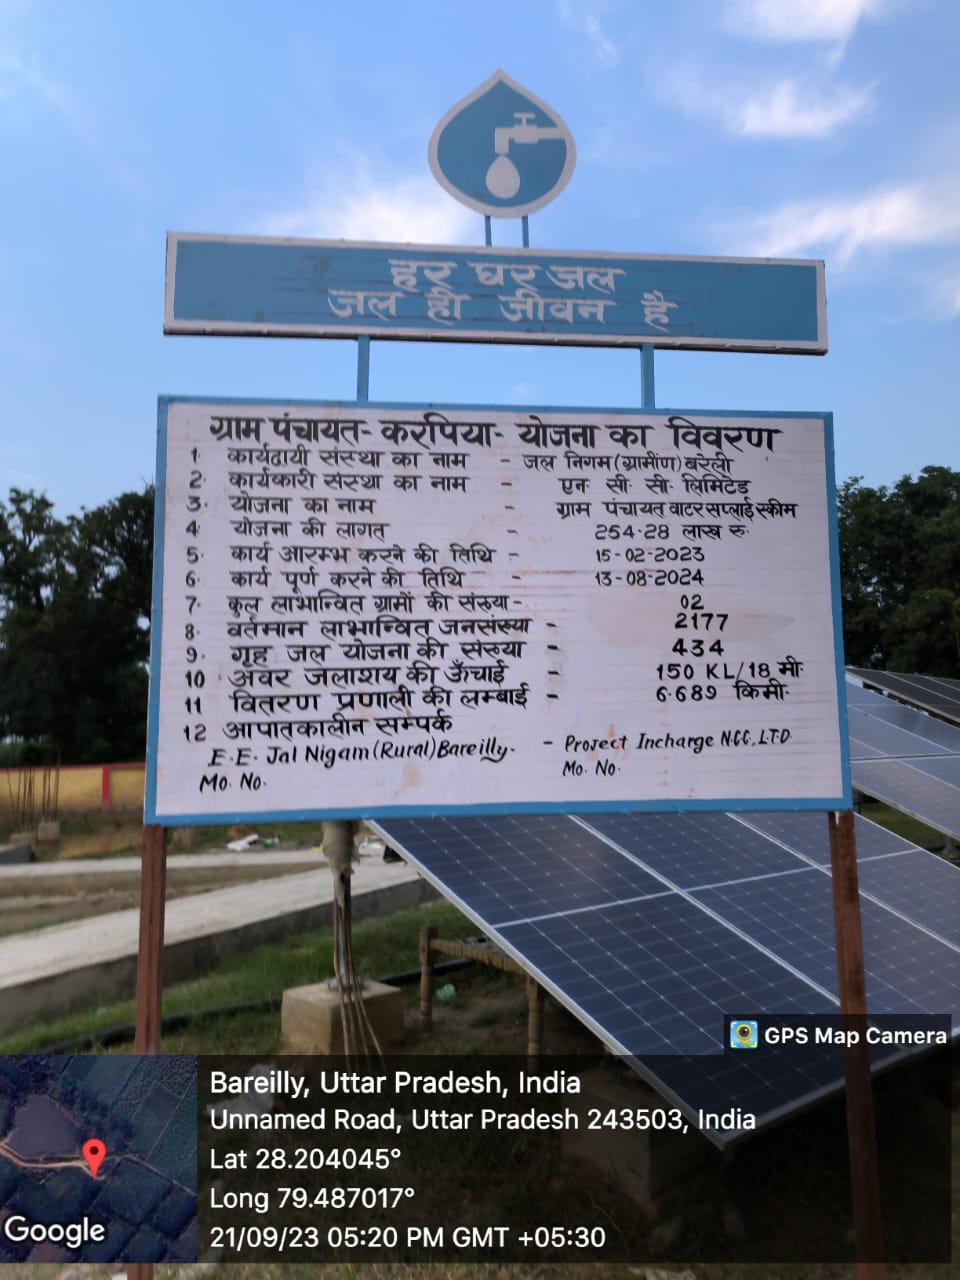 हर घर जल
जल ही जीवन है
ग्राम पंचायत- करपिया- योजना का विवरण
1. कार्यदायी संस्था का नाम - जल निगम (ग्रामीण) बरेली
2. कार्यकारी संस्था का नाम - एन सी सी लिमिटेड
3. योजना का नाम - ग्राम पंचायत वाटर सप्लाई स्कीम
4 योजना की लागत - 254.28 लाख रु.
5. कार्य आरम्भ करने की तिथि - 15-02-2023
6. कार्य पूर्ण करने की तिथि - 13-08-2024
7. कुल लाभान्वित ग्रामों की संख्या - 02
8. वर्तमान लाभान्वित जनसंख्या - 2177
9. गृह जल योजना की संख्या - 434
10 अवर जलाशय की ऊँचाई - 150 KL/18 मी.
11 वितरण प्रणाली की लम्बाई - 6.689 किमी.
12 आपातकालीन सम्पर्क
E.E. Jal Nigam (Rural) Bareilly. - Project Incharge N.C.C. LTD
Mo. No. Mo. No.
GPS Map Camera
Bareilly, Uttar Pradesh, India
Unnamed Road, Uttar Pradesh 243503, India
Lat 28.204045°
Long 79.487017°
21/09/23 05:20 PM GMT +05:30
Google